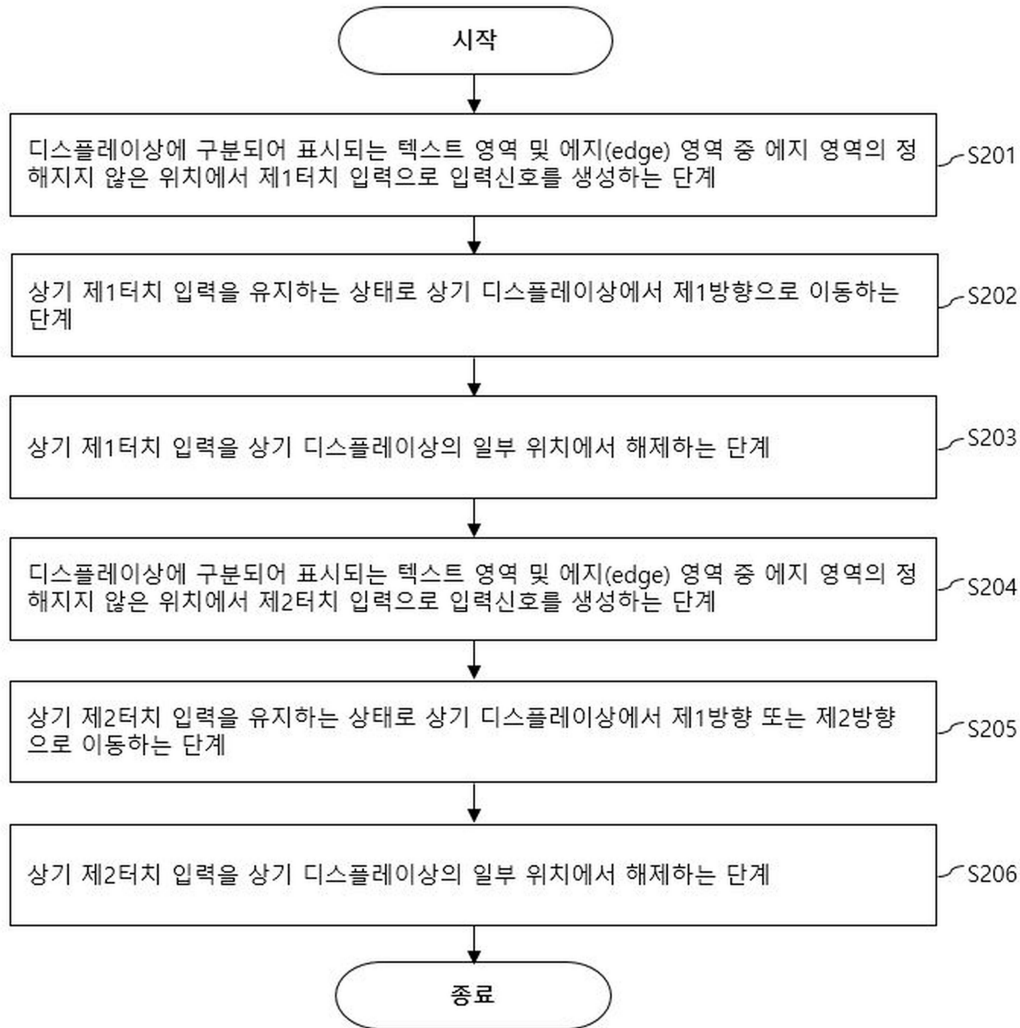 시작
디스플레이상에 구분되어 표시되는 텍스트 영역 및 에지(edge) 영역 중 에지 영역의 정
해지지 않은 위치에서 제1터치 입력으로 입력신호를 생성하는 단계
S201
상기 제1터치 입력을 유지하는 상태로 상기 디스플레이상에서 제1방향으로 이동하는
단계
S202
상기 제1터치 입력을 상기 디스플레이상의 일부 위치에서 해제하는 단계
S203
디스플레이상에 구분되어 표시되는 텍스트 영역 및 에지(edge) 영역 중 에지 영역의 정
해지지 않은 위치에서 제2터치 입력으로 입력신호를 생성하는 단계
S204
상기 제2터치 입력을 유지하는 상태로 상기 디스플레이상에서 제1방향 또는 제2방향
으로 이동하는 단계
S205
상기 제2터치 입력을 상기 디스플레이상의 일부 위치에서 해제하는 단계
S206
종료